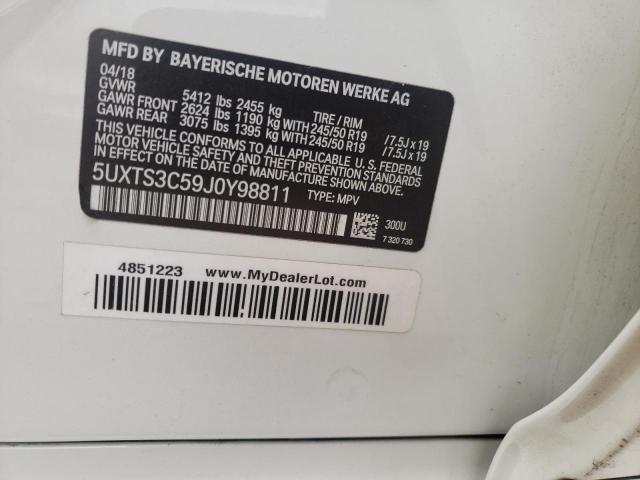 MFD BY BAYERISCHE MOTOREN WERKE AG
04/18
GVWR 5412 lbs 2455 kg TIRE / RIM
GAWR FRONT 2624 lbs 1190 kg WITH 245/50 R19 / 7.5J x 19
GAWR REAR 3075 lbs 1395 kg WITH 245/50 R19 / 7.5J x 19
THIS VEHICLE CONFORMS TO ALL APPLICABLE U. S. FEDERAL
MOTOR VEHICLE SAFETY, BUMPER, AND THEFT PREVENTION
STANDARDS IN EFFECT ON THE DATE OF MANUFACTURE SHOWN ABOVE.
5UXTS3C59J0Y98811 TYPE: MPV
300U
7 320 730
4851223 www.MyDealerLot.com